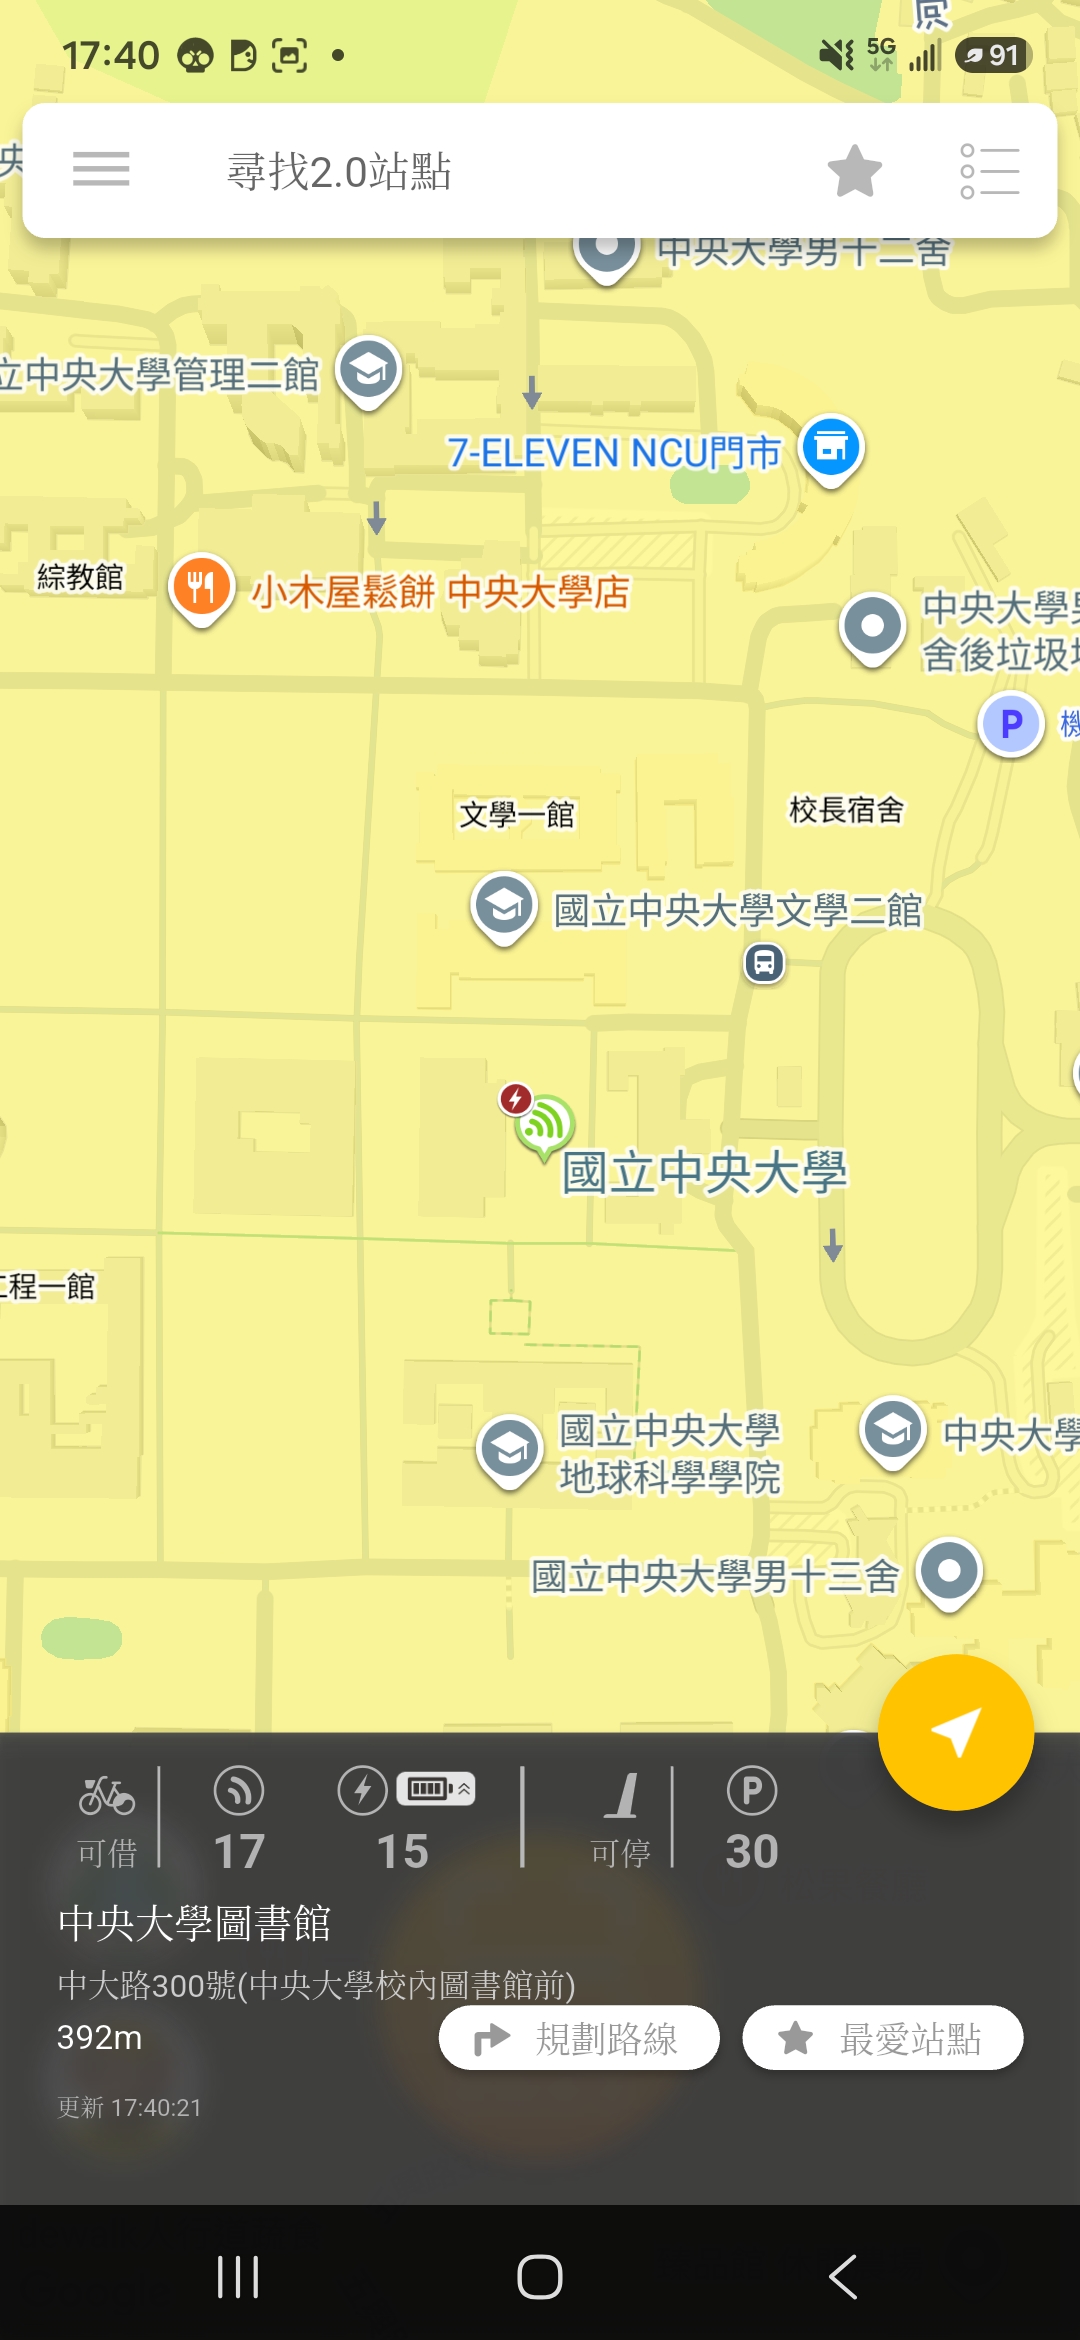 17:40
5G
91
尋找2.0站點
中央大學男十二舍
立中央大學管理二館
7-ELEVEN NCU門市
綜教館
小木屋鬆餅 中央大學店
中央大學男
舍後垃圾場
P
機
文學一館
校長宿舍
國立中央大學文學二館
國立中央大學
工程一館
國立中央大學
地球科學學院
中央大學
國立中央大學男十三舍
可借
17
15
可停
P
30
中央大學圖書館
中大路300號(中央大學校內圖書館前)
392m
規劃路線
最愛站點
更新 17:40:21